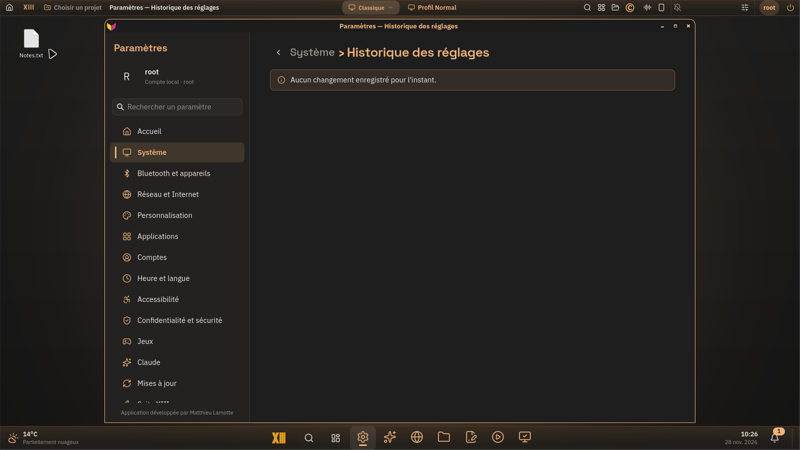 XIII
Choisir un projet
Paramètres — Historique des réglages
Classique
Profil Normal
root
Notes.txt
Paramètres — Historique des réglages
Paramètres
R
root
Compte local · root
Rechercher un paramètre
Accueil
Système
Bluetooth et appareils
Réseau et Internet
Personnalisation
Applications
Comptes
Heure et langue
Accessibilité
Confidentialité et sécurité
Jeux
Claude
Mises à jour
Application développée par Matthieu Lamotte
Système > Historique des réglages
Aucun changement enregistré pour l'instant.
14°C
Partiellement nuageux
XIII
10:26
28 nov. 2026
1